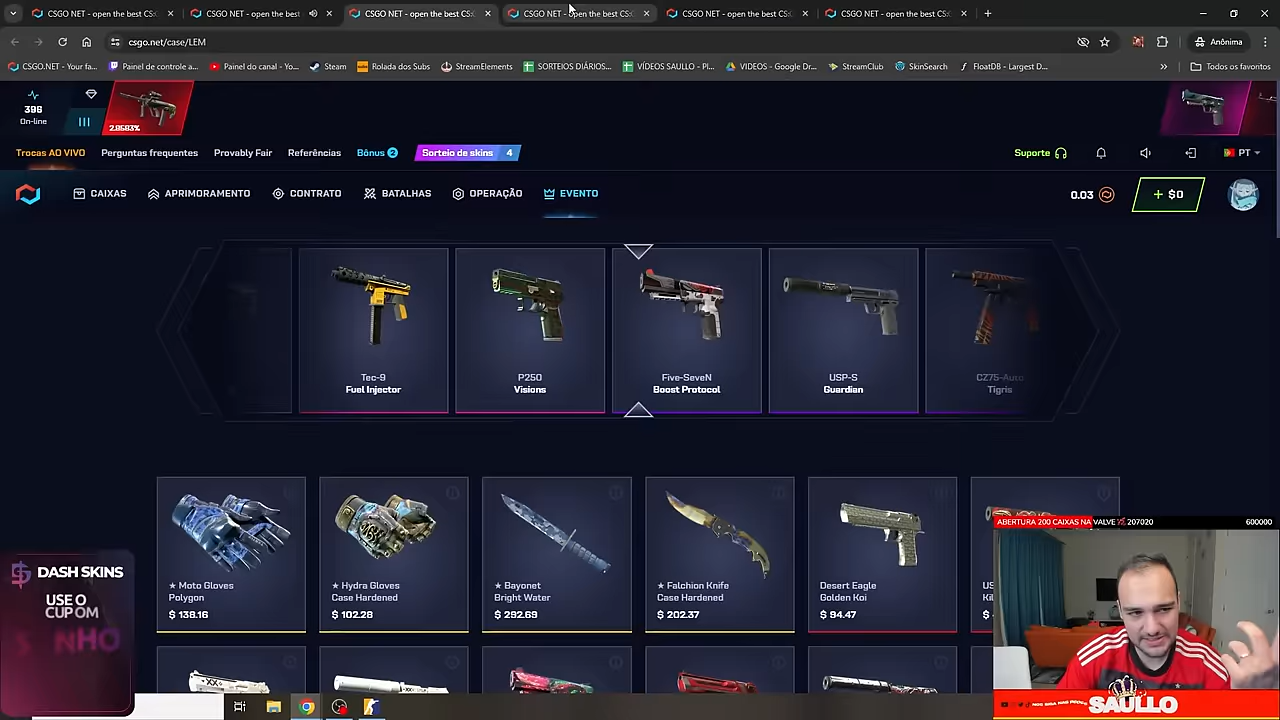 CSGO NET - open the best CS:
CSGO NET - open the best
CSGO NET - open the best CS(
CSGO NET - open the best CS(
CSGO NET - open the best CS(
CSGO NET - open the best CS(
csgo.net/case/LEM
Anônima
CSGO.NET - Your fa...
Painel de controle a...
Painel do canal - Yo...
Steam
Rolada dos Subs
StreamElements
SORTEIOS DIÁRIOS...
VÍDEOS SAULLO - Pl...
VIDEOS - Google Dr...
StreamClub
SkinSearch
FloatDB - Largest D...
Todos os favoritos
396
On-line
2.8583%
Trocas AO VIVO
Perguntas frequentes
Provably Fair
Referências
Bônus 2
Sorteio de skins 4
Suporte
PT
CAIXAS
APRIMORAMENTO
CONTRATO
BATALHAS
OPERAÇÃO
EVENTO
0.03
+ $0
Tec-9
Fuel Injector
P250
Visions
Five-SeveN
Boost Protocol
USP-S
Guardian
CZ75-Auto
Tigris
★ Moto Gloves
Polygon
$ 138.16
★ Hydra Gloves
Case Hardened
$ 102.28
★ Bayonet
Bright Water
$ 292.69
★ Falchion Knife
Case Hardened
$ 202.37
Desert Eagle
Golden Koi
$ 94.47
ABERTURA 200 CAIXAS NA VALVE 207020
600000
DASH SKINS
USE O
CUPOM
NHO
SAULLO